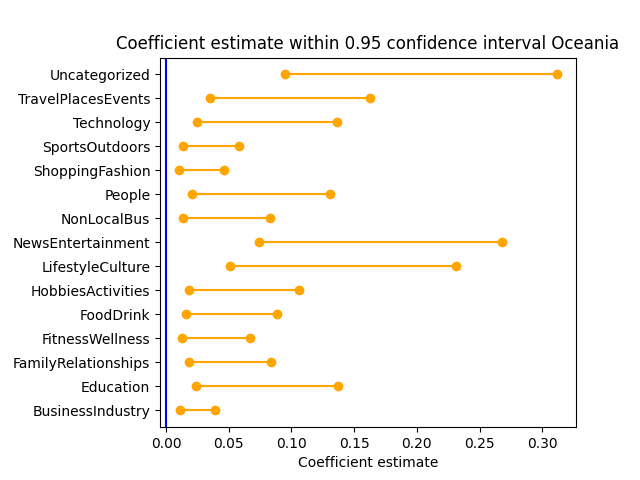 Coefficient estimate within 0.95 confidence interval Oceania
Uncategorized
TravelPlacesEvents
Technology
SportsOutdoors
ShoppingFashion
People
NonLocalBus
NewsEntertainment
LifestyleCulture
HobbiesActivities
FoodDrink
FitnessWellness
FamilyRelationships
Education
BusinessIndustry
0.00 0.05 0.10 0.15 0.20 0.25 0.30
Coefficient estimate